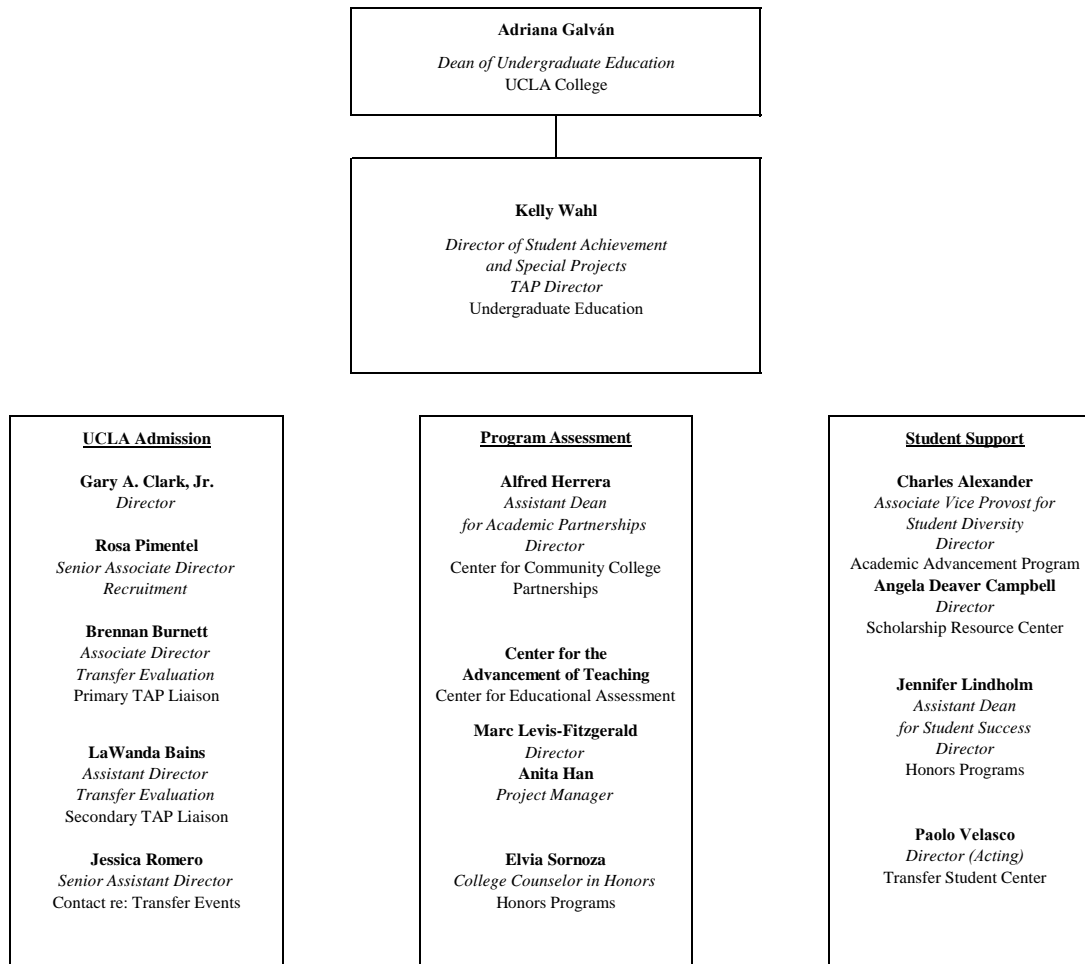 Adriana Galván
Dean of Undergraduate Education
UCLA College
Kelly Wahl
Director of Student Achievement
and Special Projects
TAP Director
Undergraduate Education
UCLA Admission
Gary A. Clark, Jr.
Director
Rosa Pimentel
Senior Associate Director
Recruitment
Brennan Burnett
Associate Director
Transfer Evaluation
Primary TAP Liaison
LaWanda Bains
Assistant Director
Transfer Evaluation
Secondary TAP Liaison
Jessica Romero
Senior Assistant Director
Contact re: Transfer Events
Program Assessment
Alfred Herrera
Assistant Dean
for Academic Partnerships
Director
Center for Community College
Partnerships
Center for the
Advancement of Teaching
Center for Educational Assessment
Marc Levis-Fitzgerald
Director
Anita Han
Project Manager
Elvia Sornoza
College Counselor in Honors
Honors Programs
Student Support
Charles Alexander
Associate Vice Provost for
Student Diversity
Director
Academic Advancement Program
Angela Deaver Campbell
Director
Scholarship Resource Center
Jennifer Lindholm
Assistant Dean
for Student Success
Director
Honors Programs
Paolo Velasco
Director (Acting)
Transfer Student Center